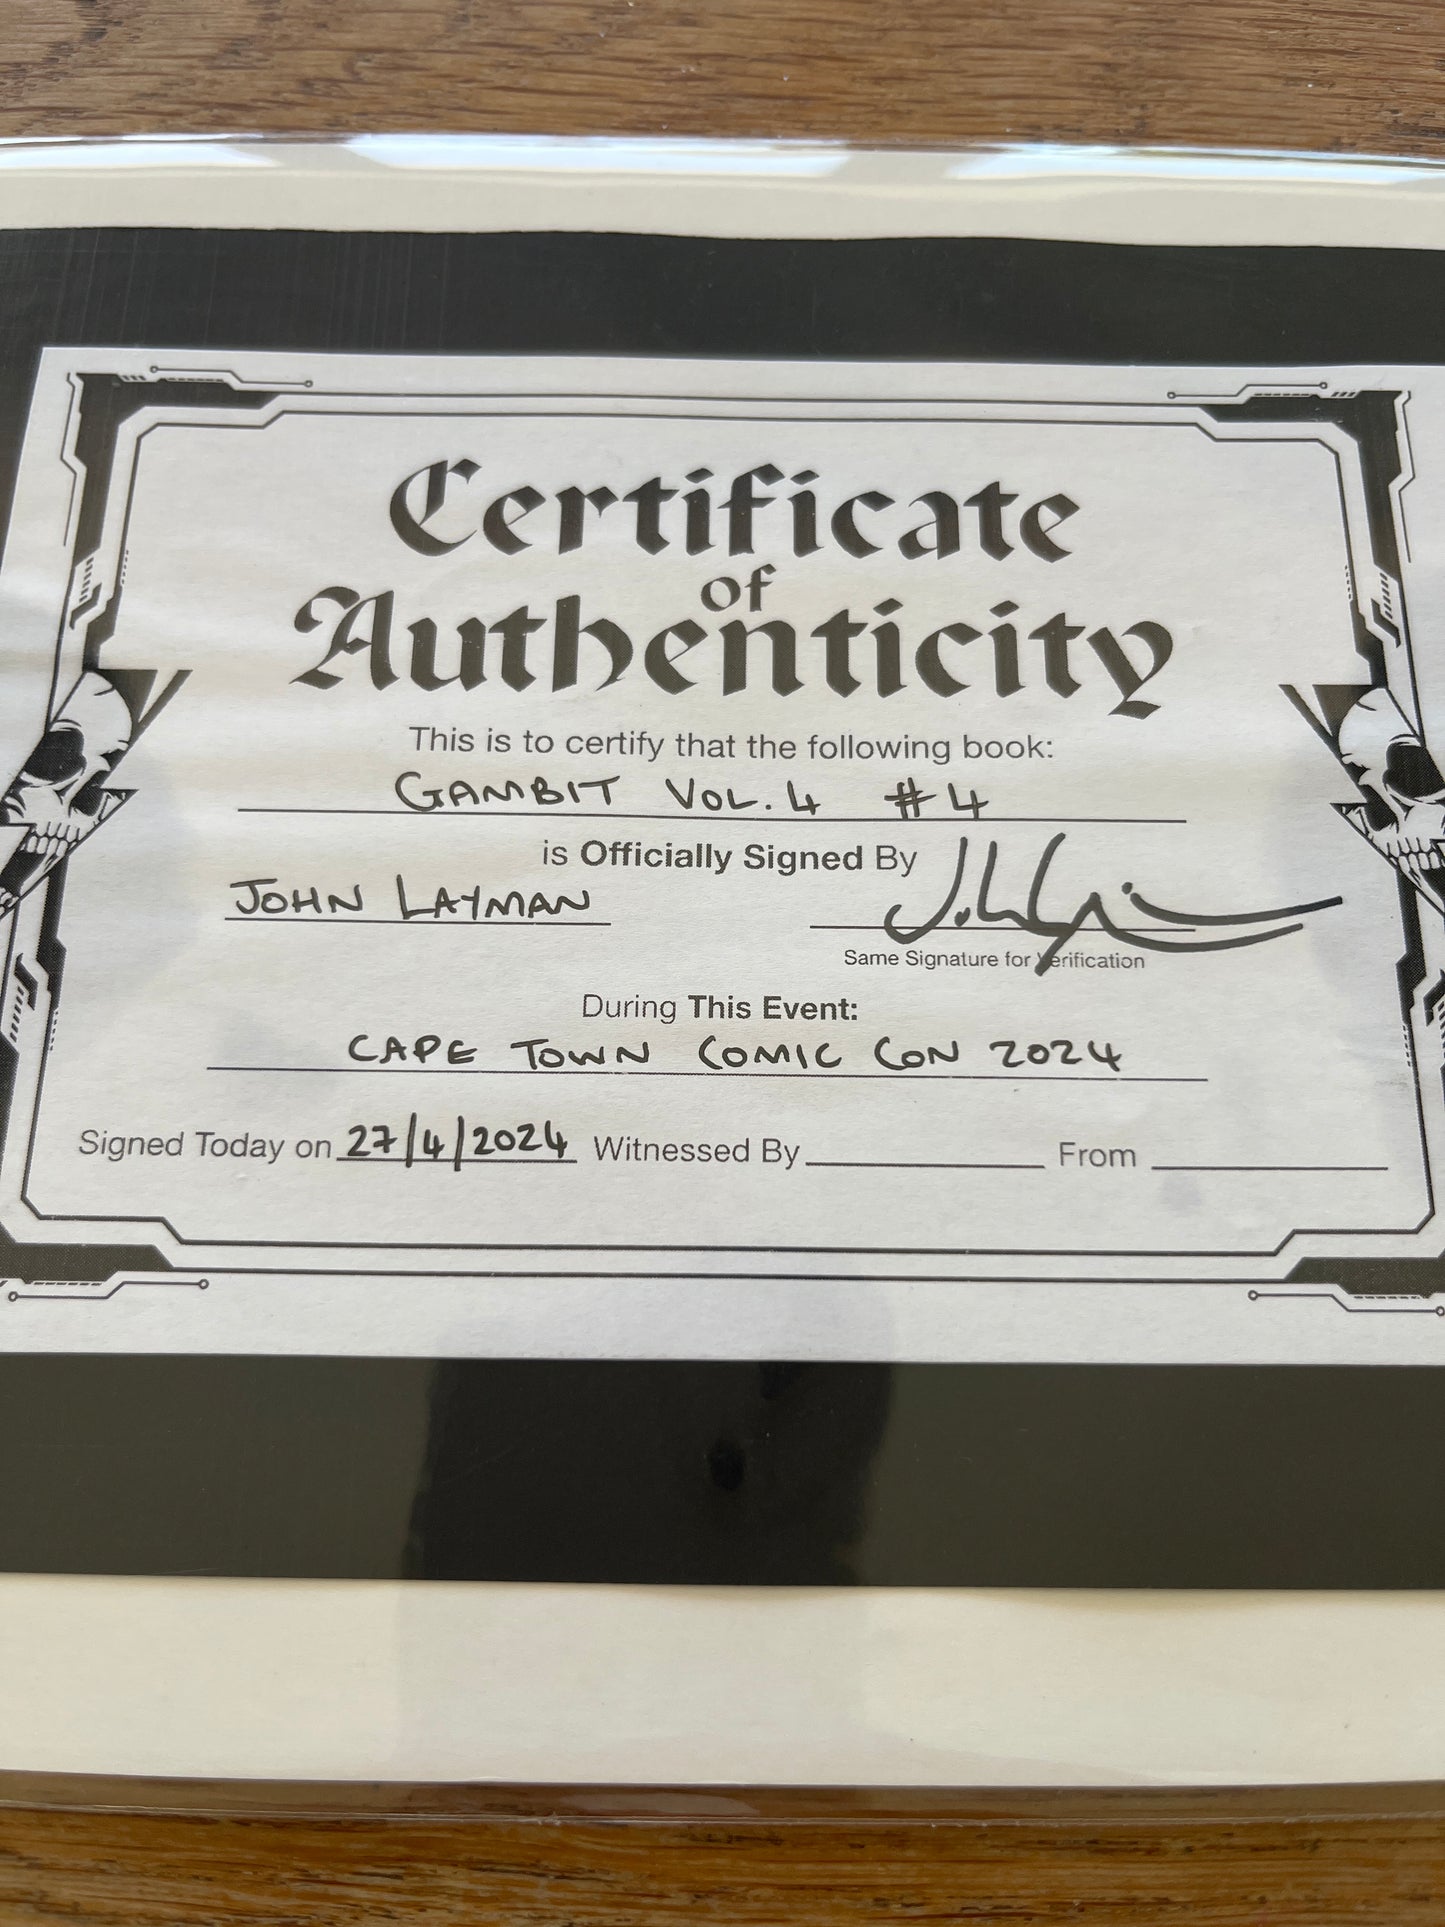 Certificate
of
Authenticity
This is to certify that the following book:
GAMBIT VOL. 4 #4
is Officially Signed By
JOHN LAYMAN
Same Signature for Verification
During This Event:
CAPE TOWN COMIC CON 2024
Signed Today on 27/4/2024 Witnessed By From